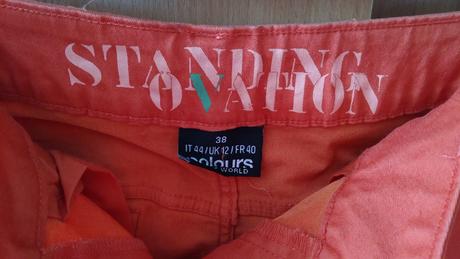 STANDING
OVATION
38
IT 44/UK 12/FR 40
colours
WORLD